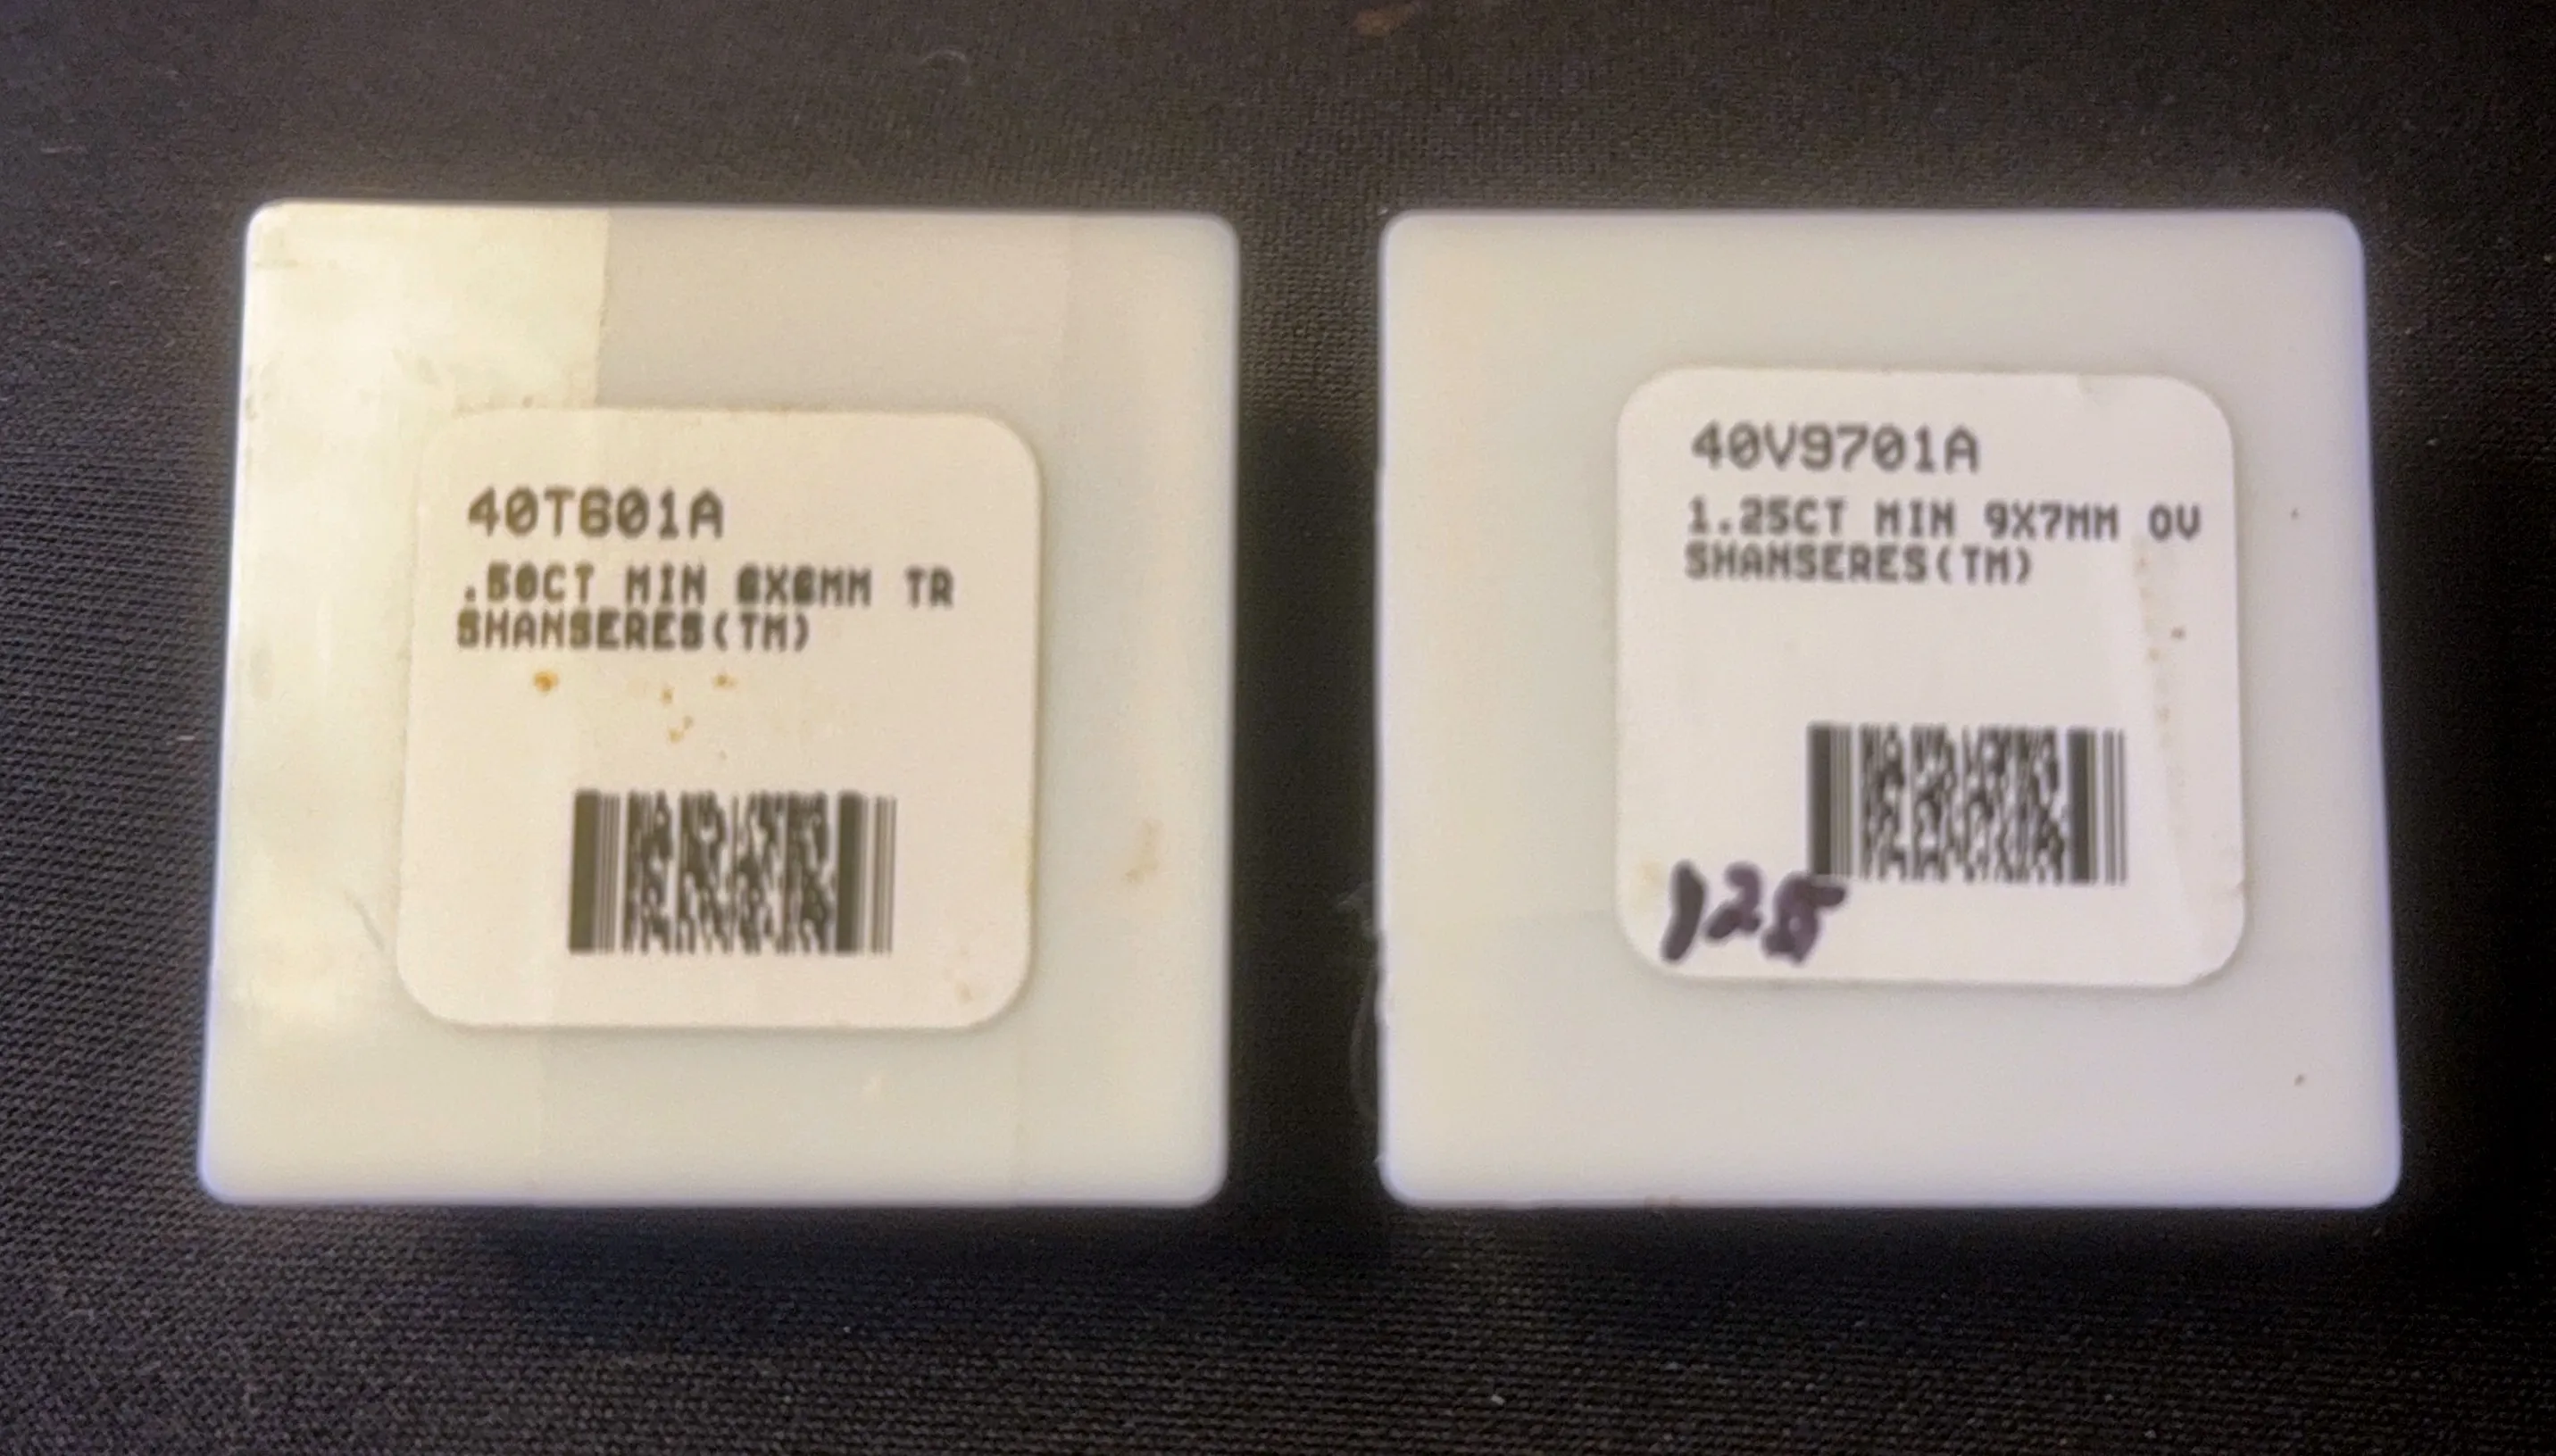 40T601A
.50CT MIN 6X6MM TR
SHANSERES(TM)
40V9701A
1.25CT MIN 9X7MM OV
SHANSERES(TM)
125